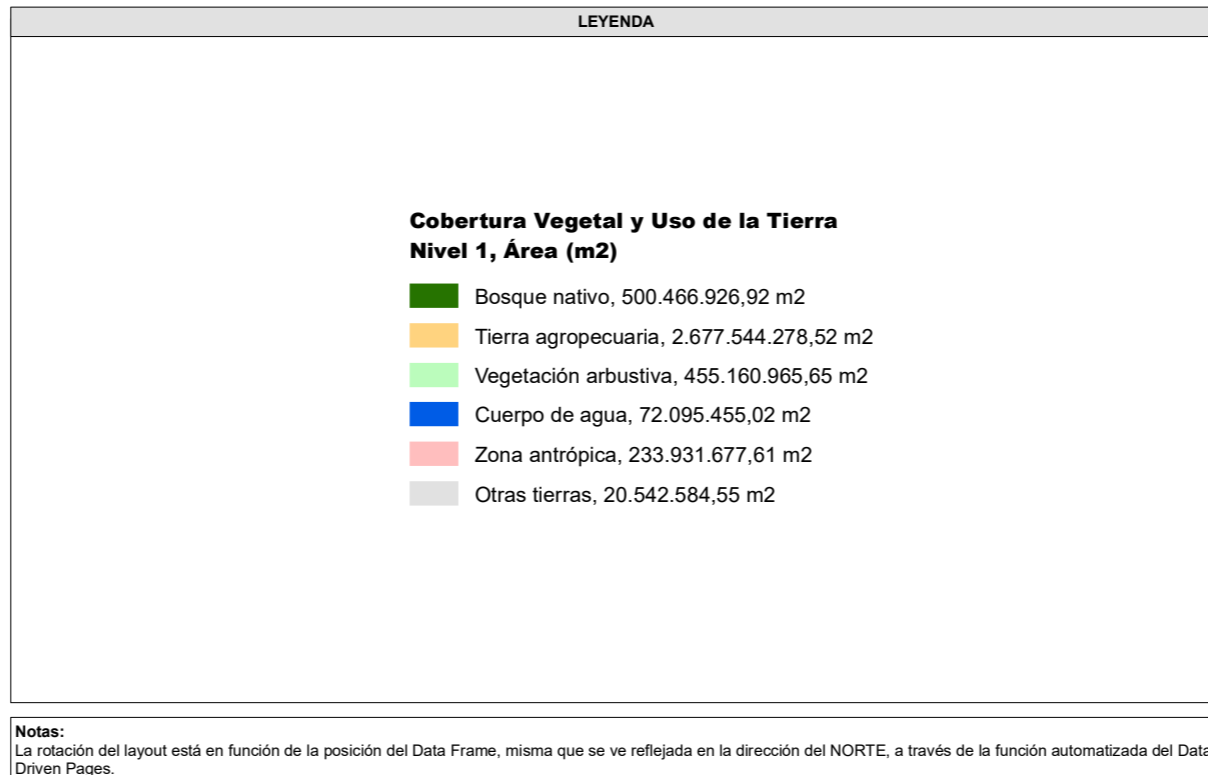 LEYENDA
Cobertura Vegetal y Uso de la Tierra
Nivel 1, Área (m2)
Bosque nativo, 500.466.926,92 m2
Tierra agropecuaria, 2.677.544.278,52 m2
Vegetación arbustiva, 455.160.965,65 m2
Cuerpo de agua, 72.095.455,02 m2
Zona antrópica, 233.931.677,61 m2
Otras tierras, 20.542.584,55 m2
Notas:
La rotación del layout está en función de la posición del Data Frame, misma que se ve reflejada en la dirección del NORTE, a través de la función automatizada del Data
Driven Pages.